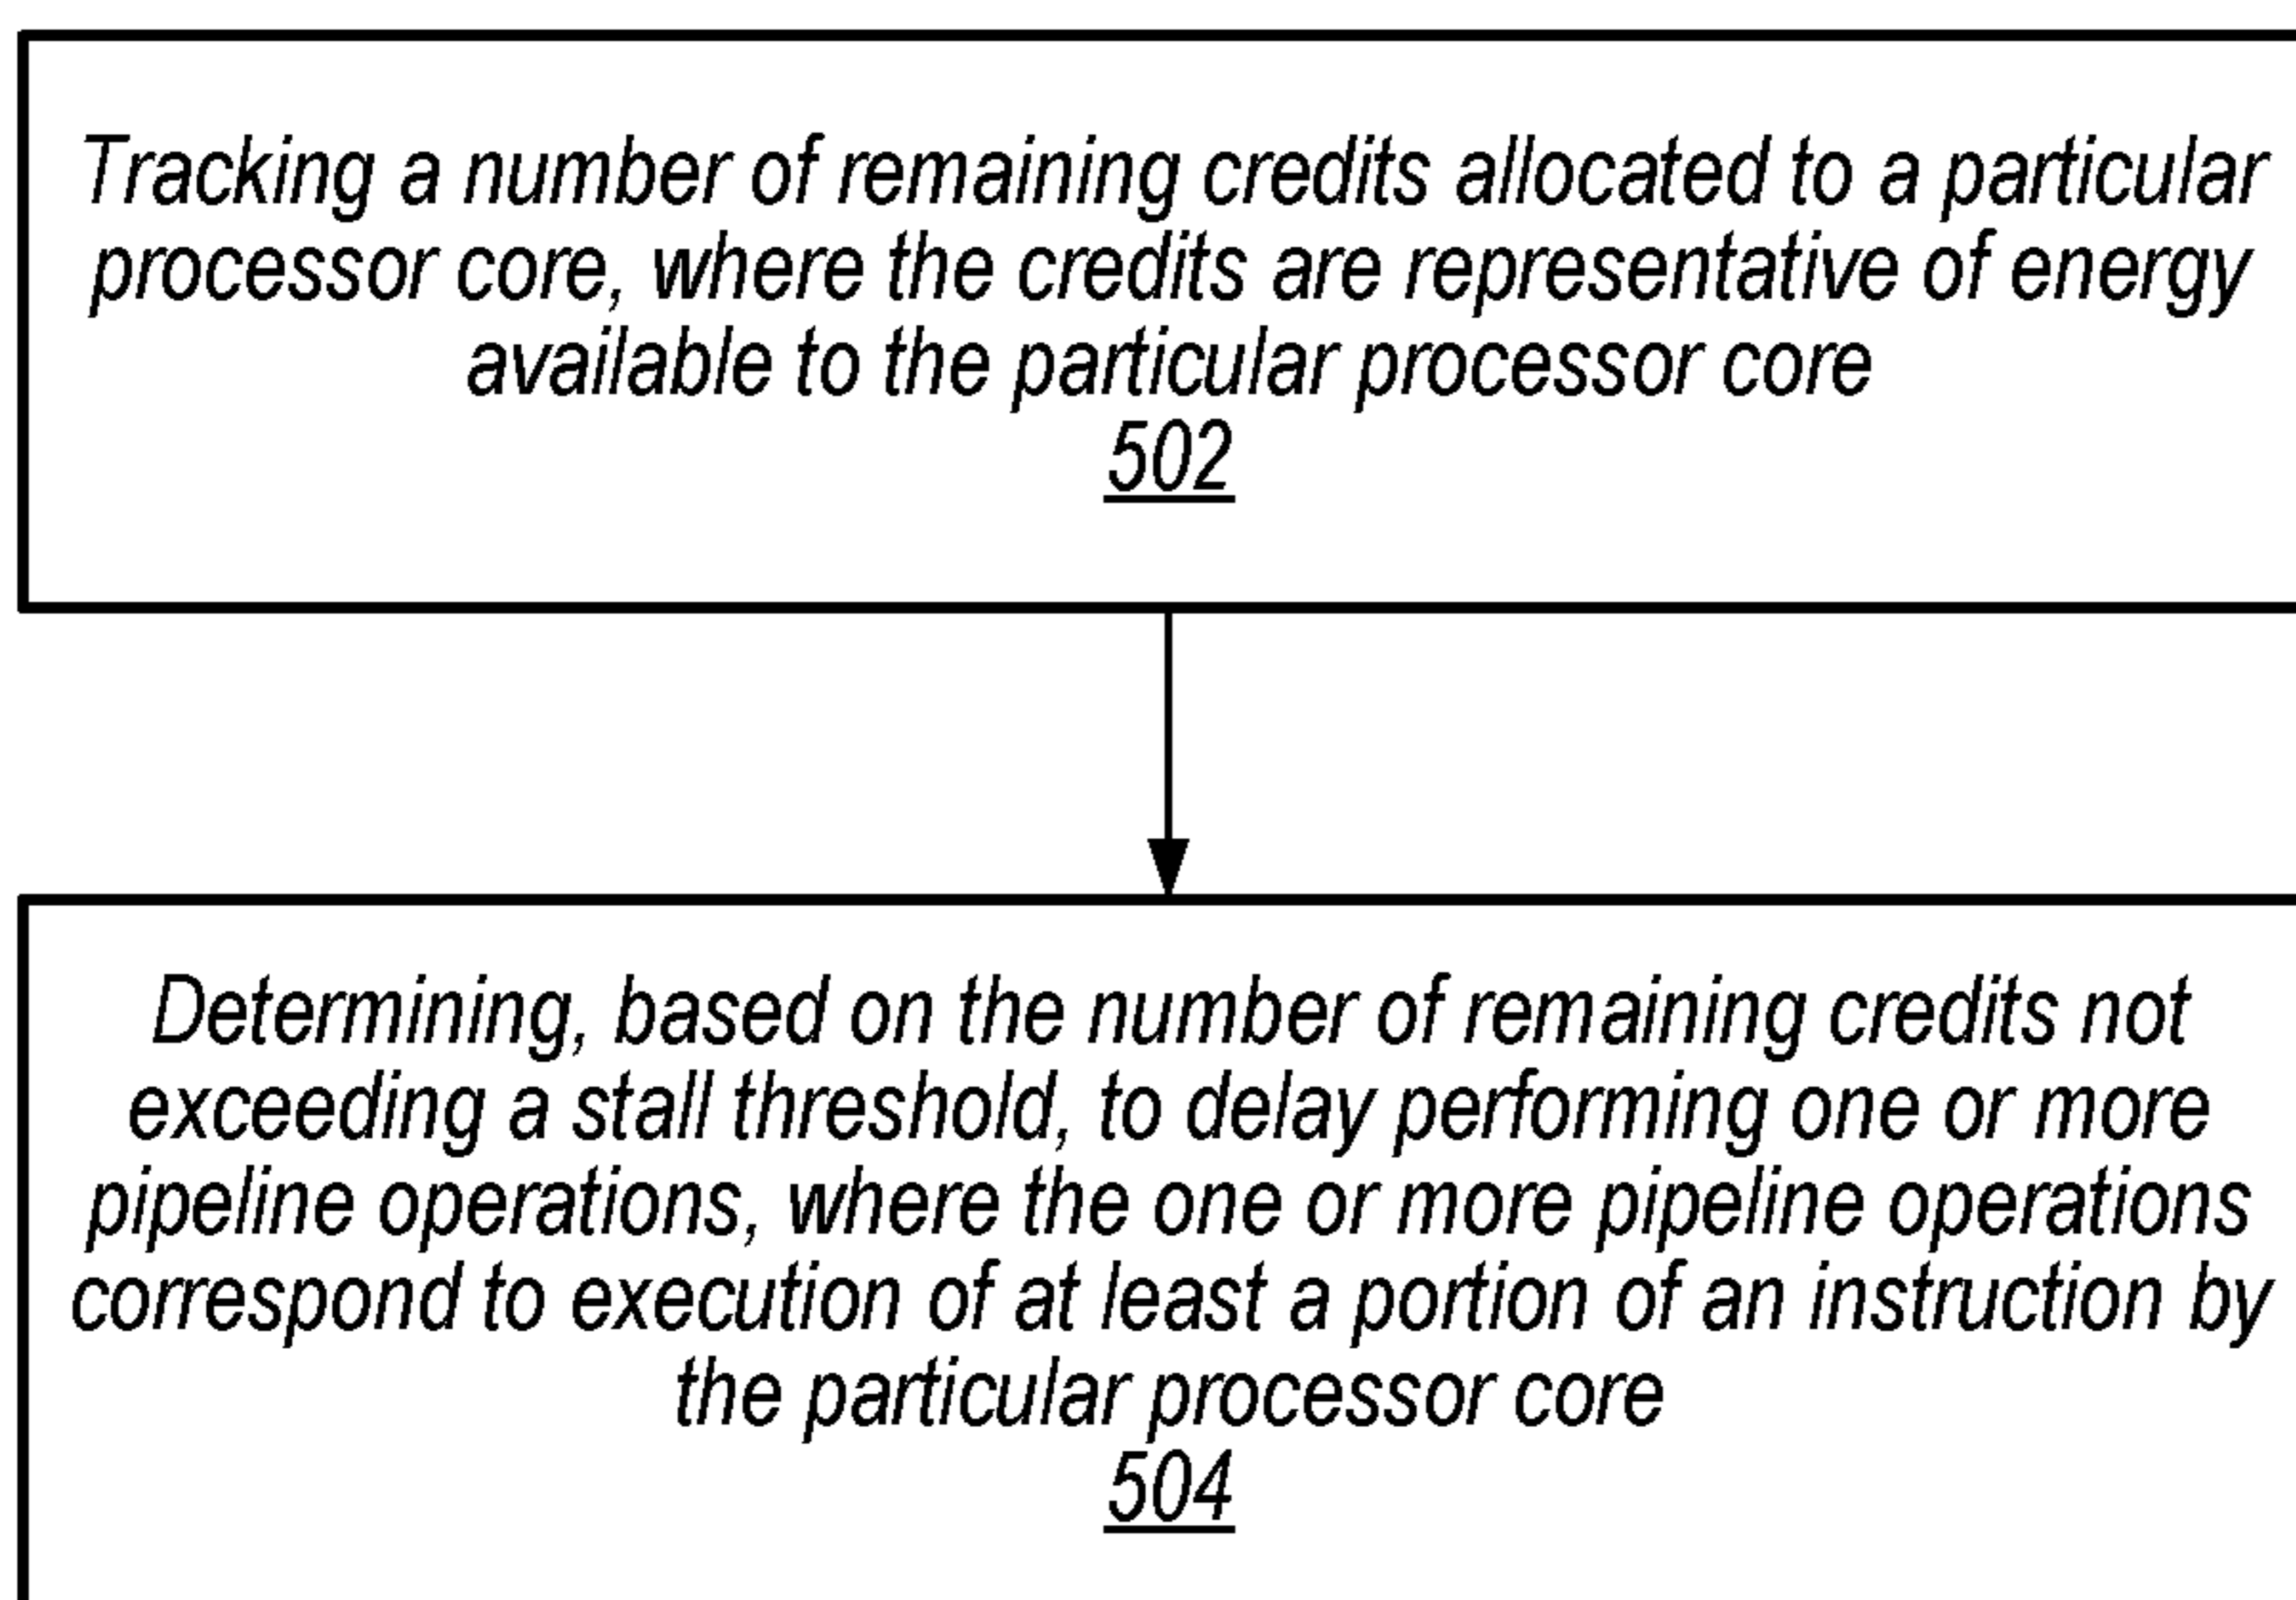 Tracking a number of remaining credits allocated to a particular
processor core, where the credits are representative of energy
available to the particular processor core
502
Determining, based on the number of remaining credits not
exceeding a stall threshold, to delay performing one or more
pipeline operations, where the one or more pipeline operations
correspond to execution of at least a portion of an instruction by
the particular processor core
504